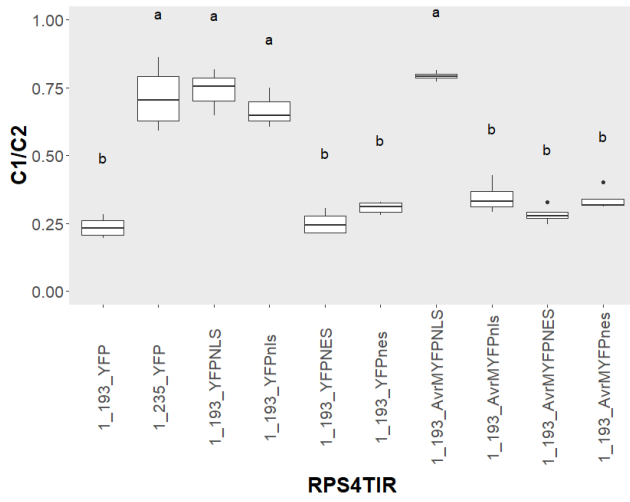 C1/C2
1.00
0.75
0.50
0.25
0.00
b
a
a
a
b
b
a
b
b
b
1_193_YFP
1_235_YFP
1_193_YFPNLS
1_193_YFPnls
1_193_YFPNES
1_193_YFPnes
1_193_AvrMYFPNLS
1_193_AvrMYFPnls
1_193_AvrMYFPNES
1_193_AvrMYFPnes
RPS4TIR